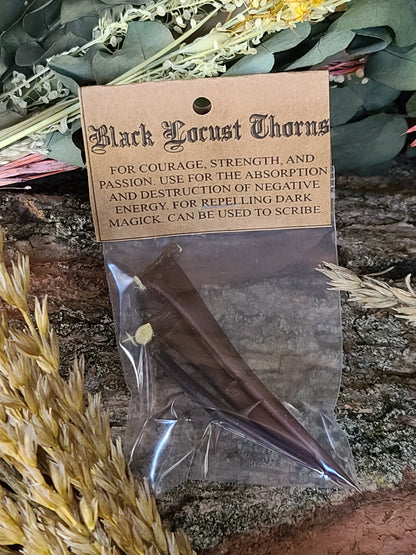 Black Locust Thorns
FOR COURAGE, STRENGTH, AND
PASSION. USE FOR THE ABSORPTION
AND DESTRUCTION OF NEGATIVE
ENERGY. FOR REPELLING DARK
MAGICK. CAN BE USED TO SCRIBE.